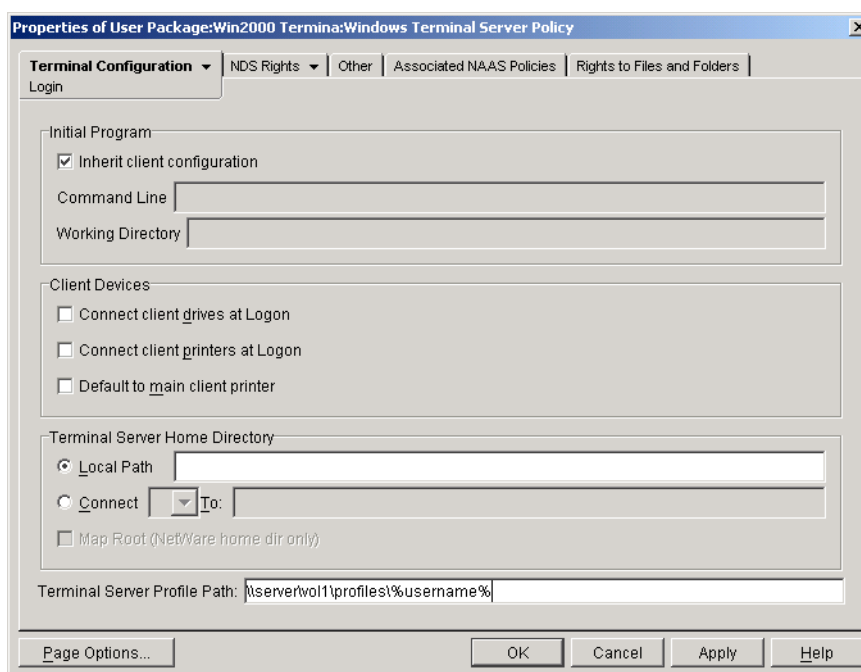 Properties of User Package:Win2000 Termina:Windows Terminal Server Policy
Terminal Configuration NDS Rights Other Associated NAAS Policies Rights to Files and Folders
Login
Initial Program
Inherit client configuration
Command Line
Working Directory
Client Devices
Connect client drives at Logon
Connect client printers at Logon
Default to main client printer
Terminal Server Home Directory
Local Path
Connect To:
Map Root (NetWare home dir only)
Terminal Server Profile Path: \\server\vol1\profiles\%username%
Page Options... OK Cancel Apply Help